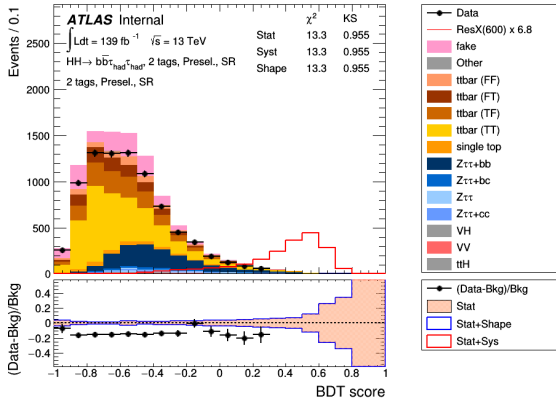 Events / 0.1
2500
2000
1500
1000
500
0
ATLAS Internal
∫Ldt = 139 fb⁻¹ √s = 13 TeV
HH→ bb̄τhadτhad, 2 tags, Presel., SR
2 tags, Presel., SR
χ² KS
Stat 13.3 0.955
Syst 13.3 0.955
Shape 13.3 0.955
(Data-Bkg)/Bkg
0.4
0.2
0
-0.2
-0.4
-1 -0.8 -0.6 -0.4 -0.2 0 0.2 0.4 0.6 0.8 1
BDT score
Data
ResX(600) x 6.8
fake
Other
ttbar (FF)
ttbar (FT)
ttbar (TF)
ttbar (TT)
single top
Zττ+bb
Zττ+bc
Zττ
Zττ+cc
VH
VV
ttH
(Data-Bkg)/Bkg
Stat
Stat+Shape
Stat+Sys